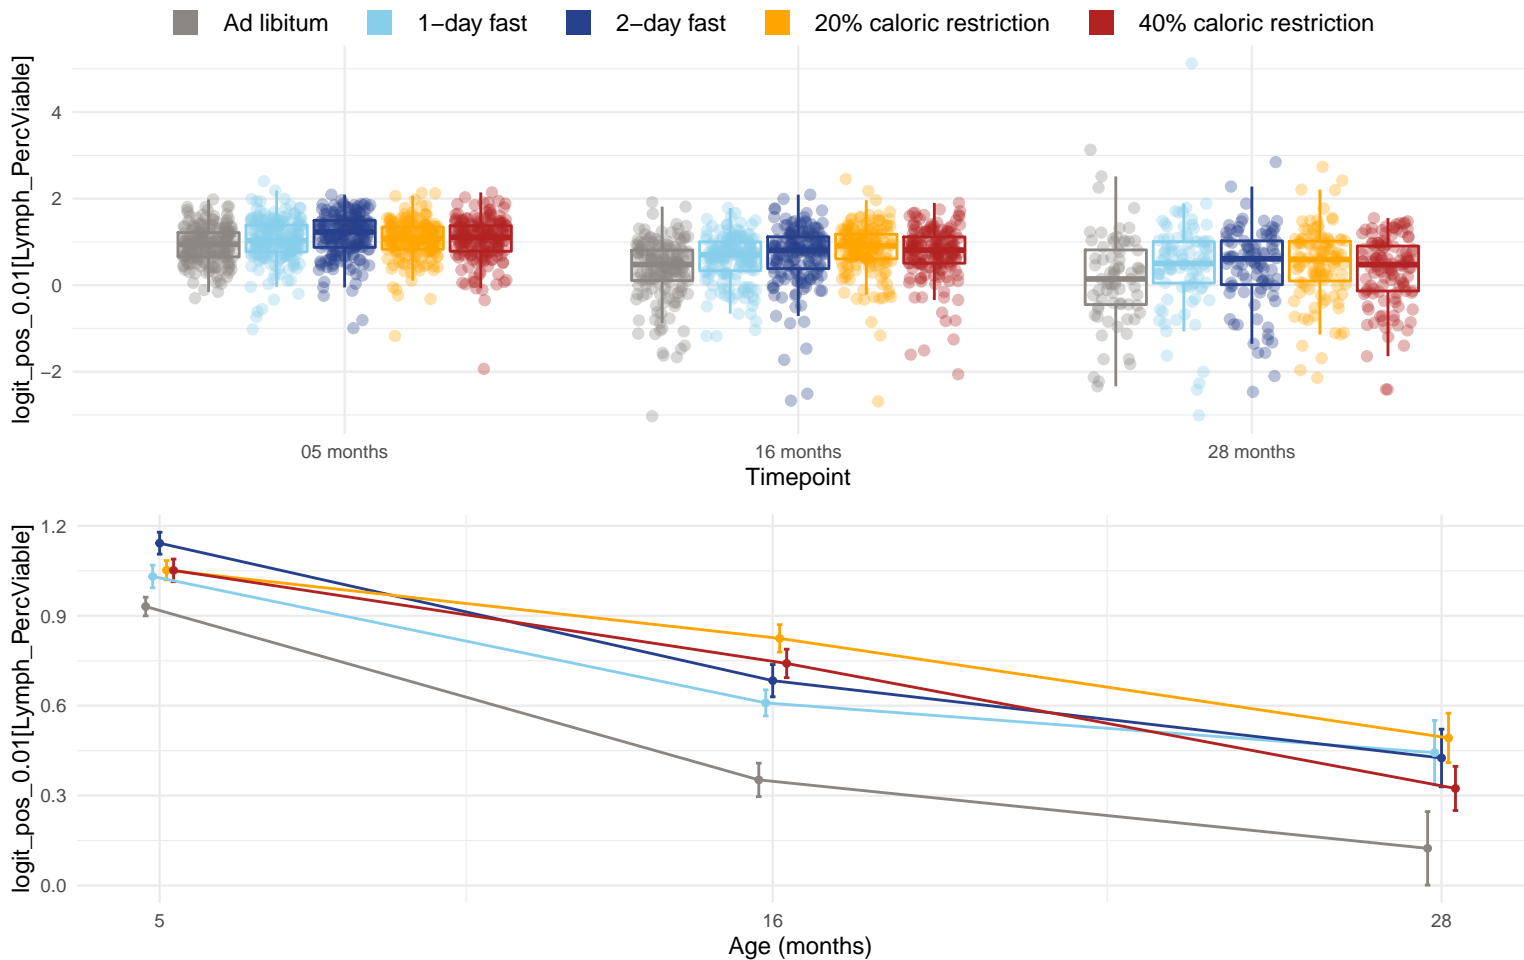 Ad libitum 1−day fast 2−day fast 20% caloric restriction 40% caloric restriction
logit_pos_0.01[Lymph_PercViable]
4
2
0
−2
05 months 16 months 28 months
Timepoint
logit_pos_0.01[Lymph_PercViable]
1.2
0.9
0.6
0.3
0.0
5 16 28
Age (months)